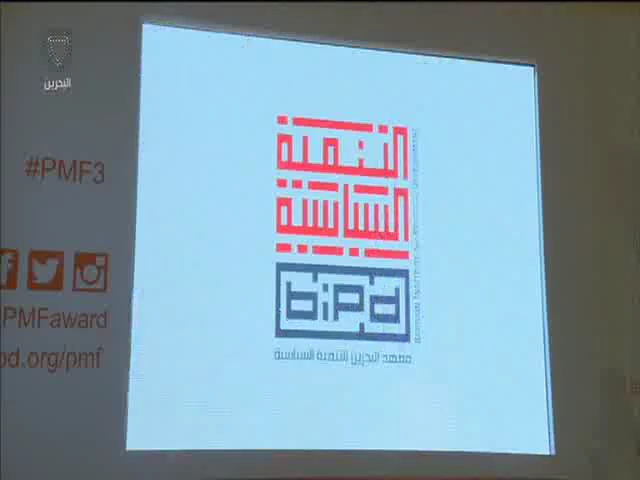 البحرين
#PMF3
PMFaward
pd.org/pmf
التنمية
السياسية
bipd
معهد البحرين للتنمية السياسية